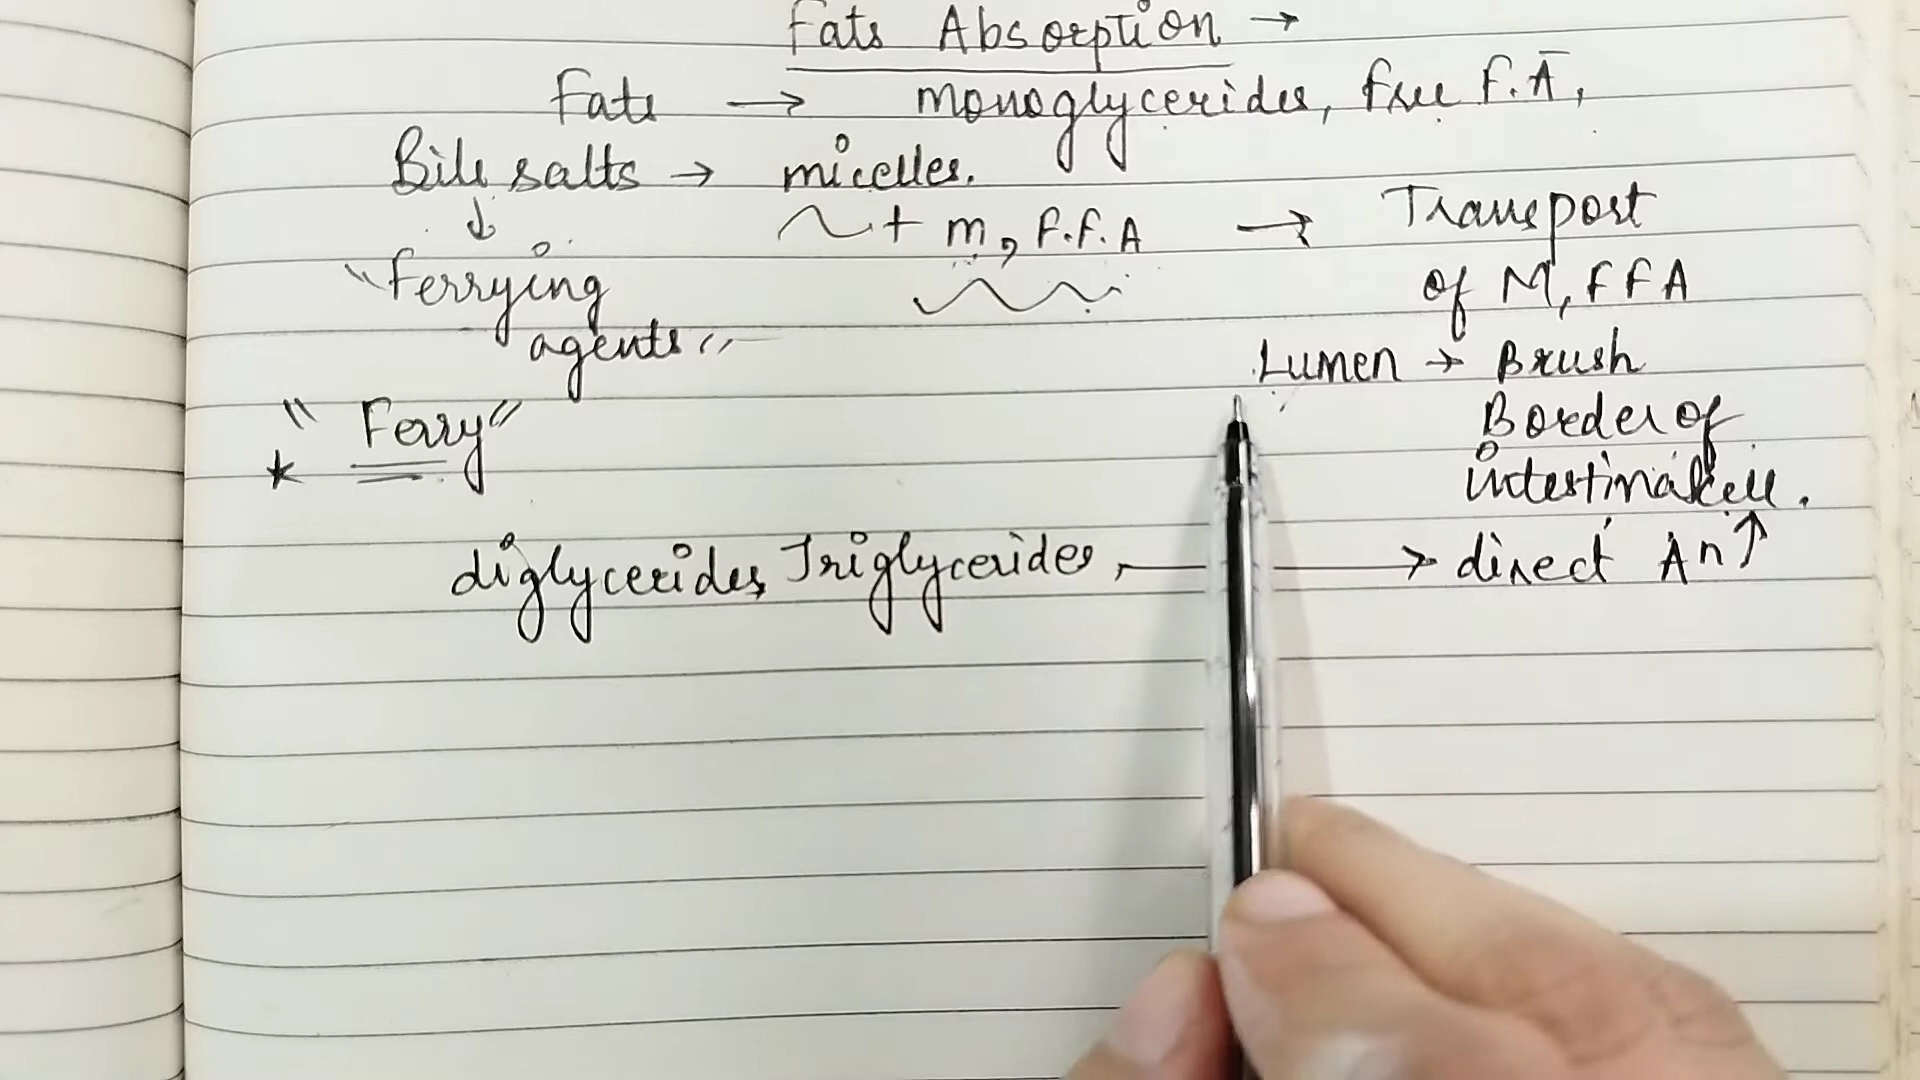 Fats Absorption →
Fats → monoglycerides, free F.A,
Bile salts → micelles.
+ m, F.F.A → Transport
of M, FFA
↓
"Ferrying
agents"
Lumen → Brush
Border of
intestinal cell.
* "Ferry"
diglycerides, Triglycerides, → direct An↑